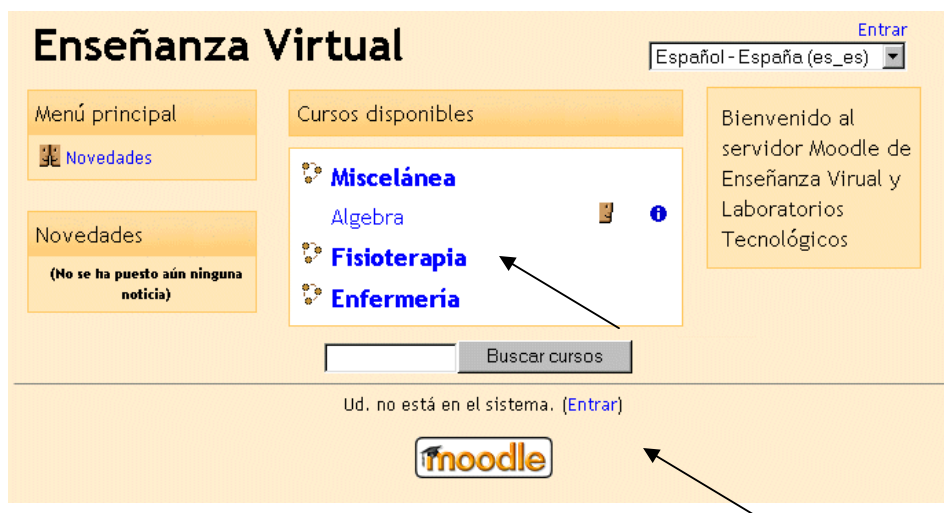 Enseñanza Virtual
Entrar
Español - España (es_es)
Menú principal
Novedades
Novedades
(No se ha puesto aún ninguna
noticia)
Cursos disponibles
Miscelánea
Algebra
Fisioterapia
Enfermería
Buscar cursos
Bienvenido al
servidor Moodle de
Enseñanza Virual y
Laboratorios
Tecnológicos
Ud. no está en el sistema. (Entrar)
moodle